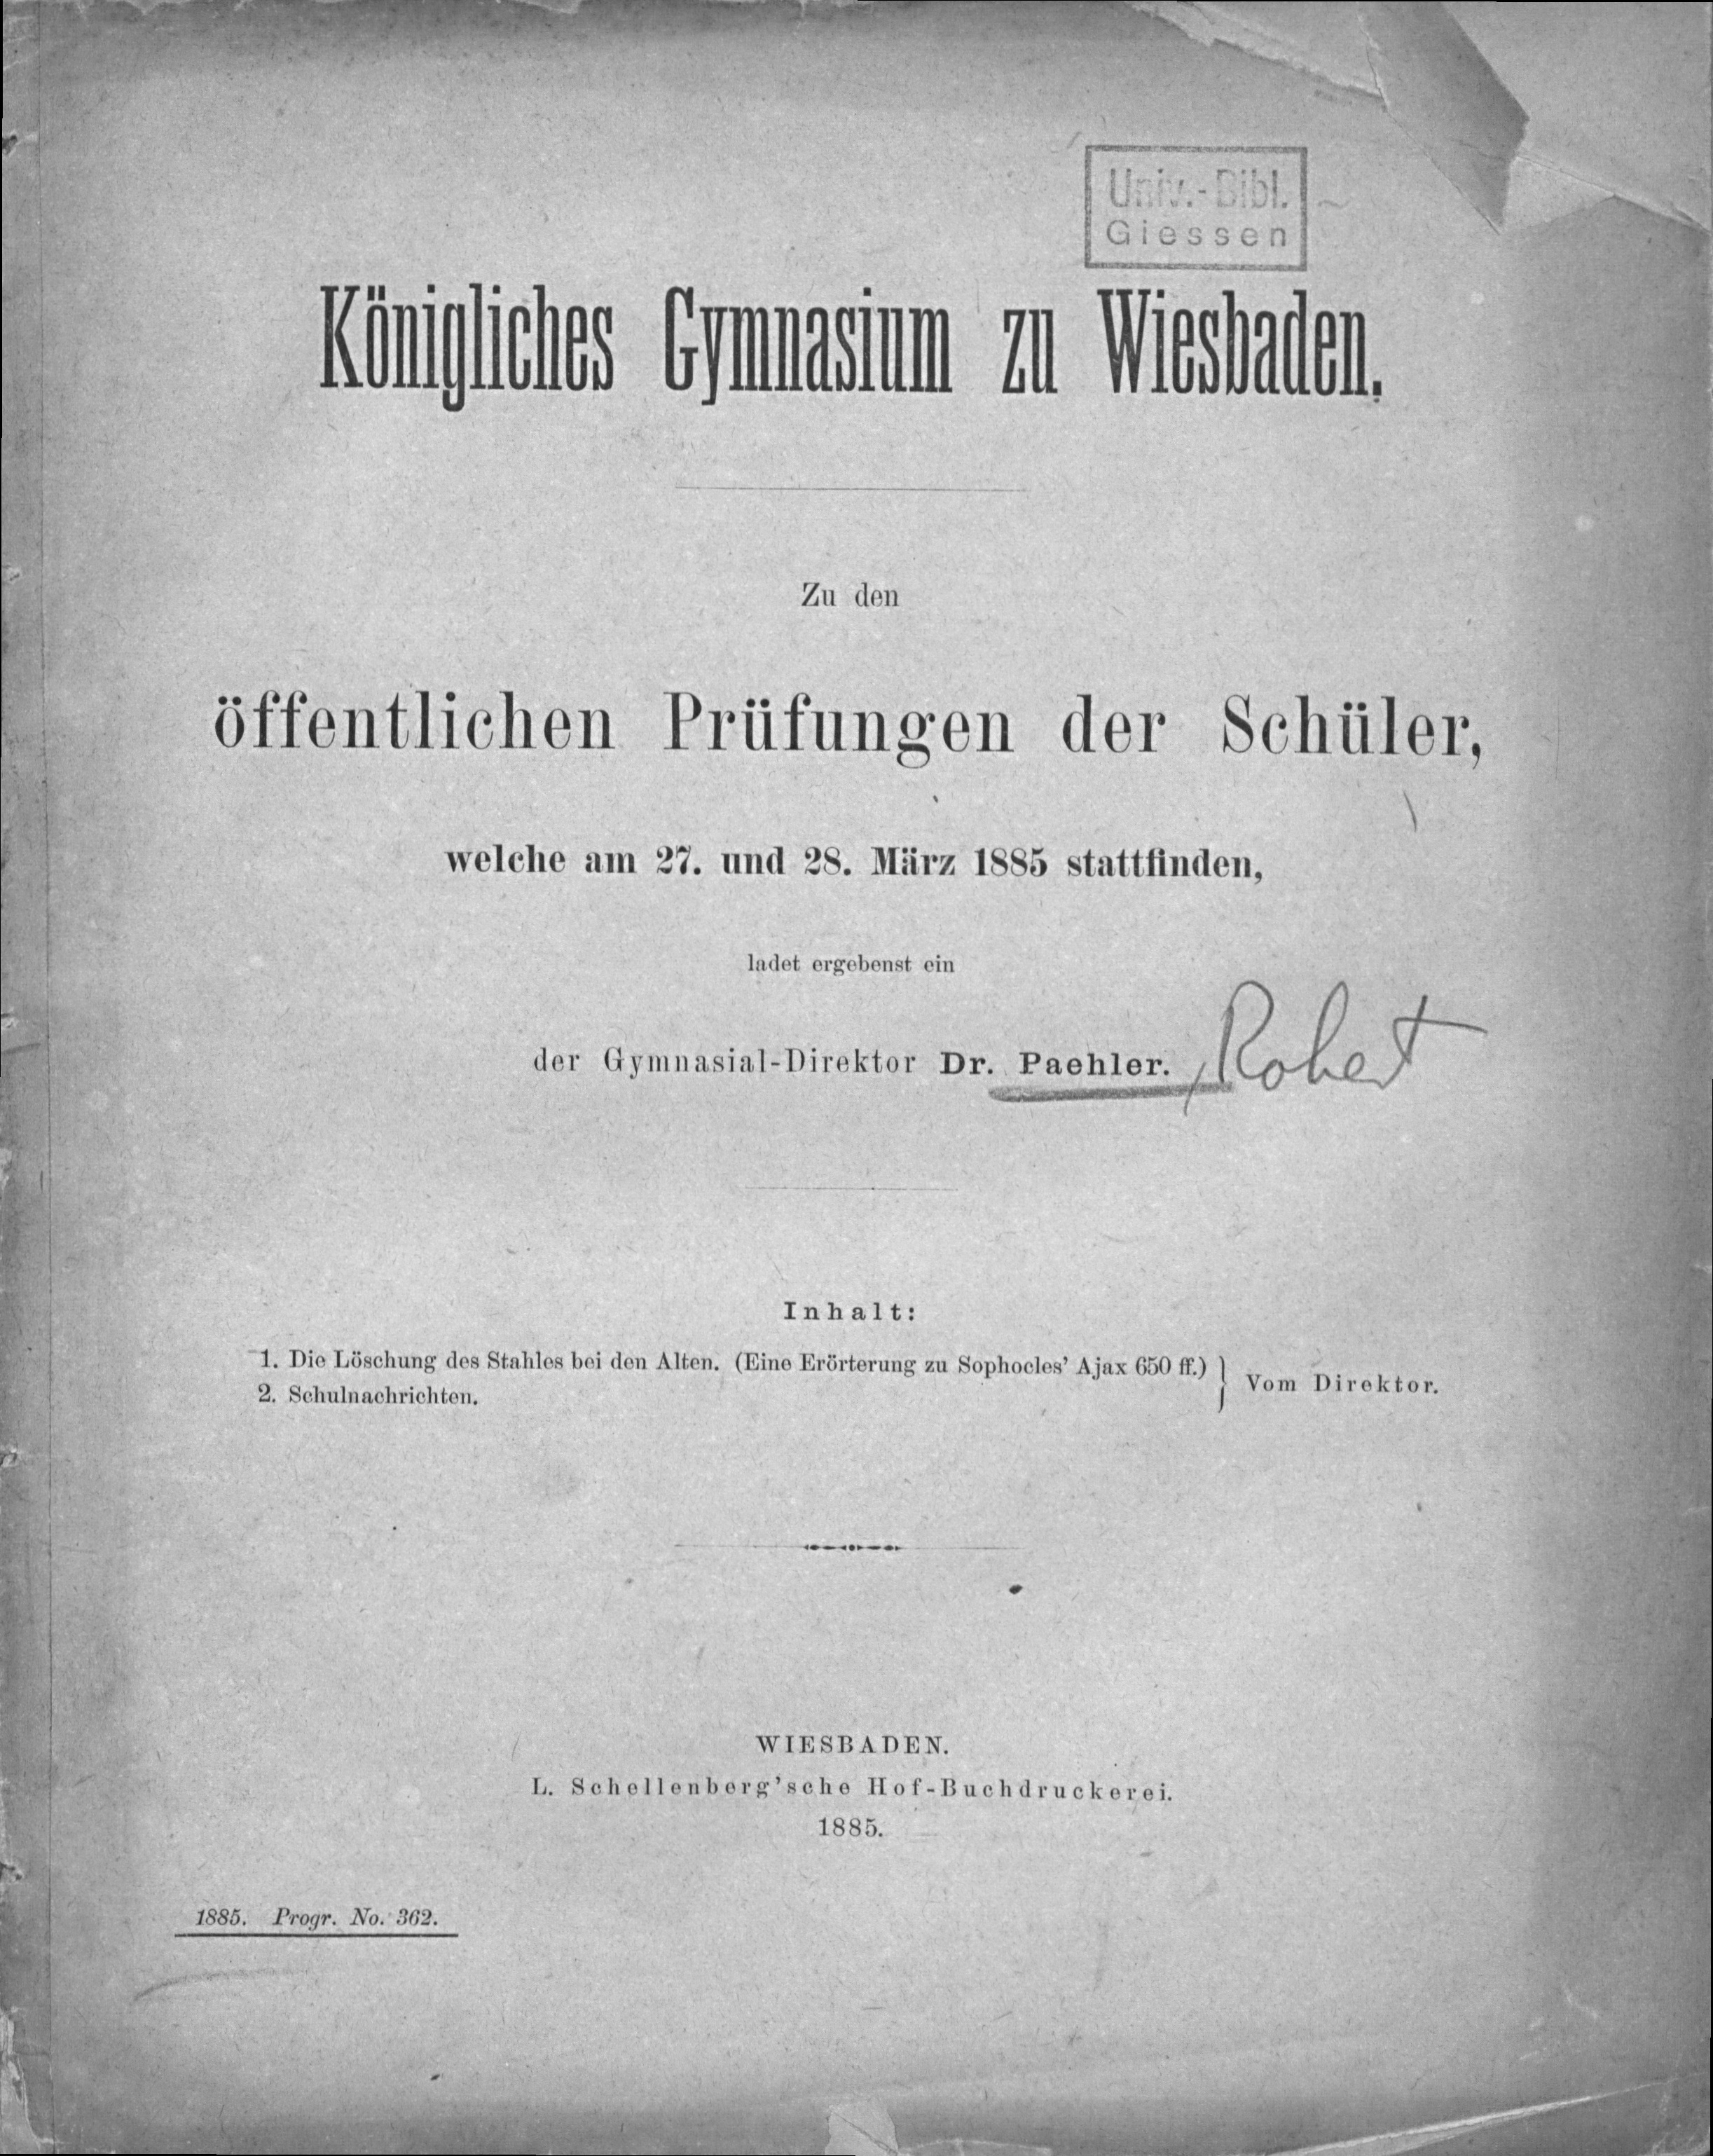 Univ.-Bibl.
Giessen
Königliches Gymnasium zu Wiesbaden.
Zu den
öffentlichen Prüfungen der Schüler,
welche am 27. und 28. März 1885 stattfinden,
ladet ergebenst ein
der Gymnasial-Direktor Dr. Paehler. , Robert
Inhalt:
1. Die Löschung des Stahles bei den Alten. (Eine Erörterung zu Sophocles' Ajax 650 ff.)
2. Schulnachrichten.
} Vom Direktor.
WIESBADEN.
L. Schellenberg'sche Hof-Buchdruckerei.
1885.
1885. Progr. No. 362.